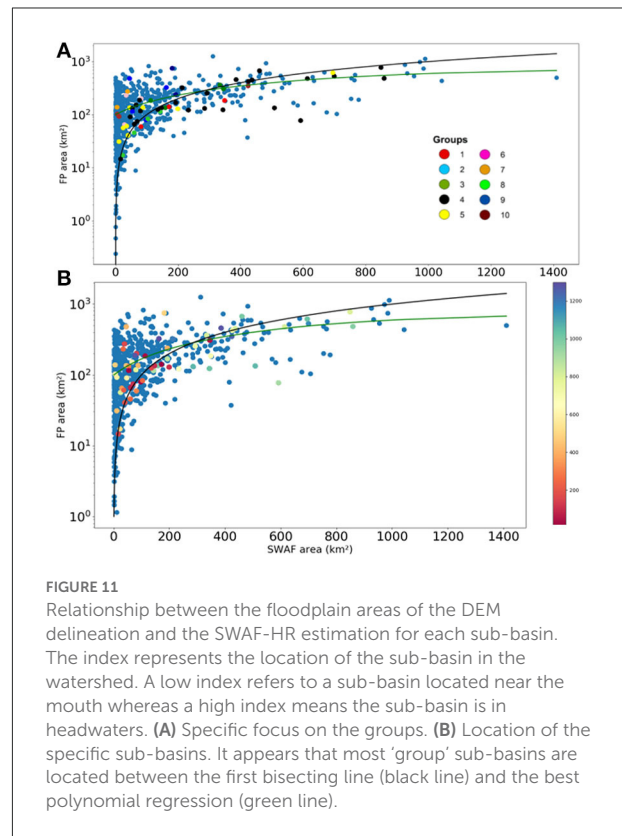 A
FP area (km²)
10³
10²
10¹
10⁰
Groups
1 6
2 7
3 8
4 9
5 10
0 200 400 600 800 1000 1200 1400
B
FP area (km²)
10³
10²
10¹
10⁰
0 200 400 600 800 1000 1200 1400
SWAF area (km²)
1200
1000
800
600
400
200
FIGURE 11
Relationship between the floodplain areas of the DEM
delineation and the SWAF-HR estimation for each sub-basin.
The index represents the location of the sub-basin in the
watershed. A low index refers to a sub-basin located near the
mouth whereas a high index means the sub-basin is in
headwaters. (A) Specific focus on the groups. (B) Location of the
specific sub-basins. It appears that most ‘group’ sub-basins are
located between the first bisecting line (black line) and the best
polynomial regression (green line).